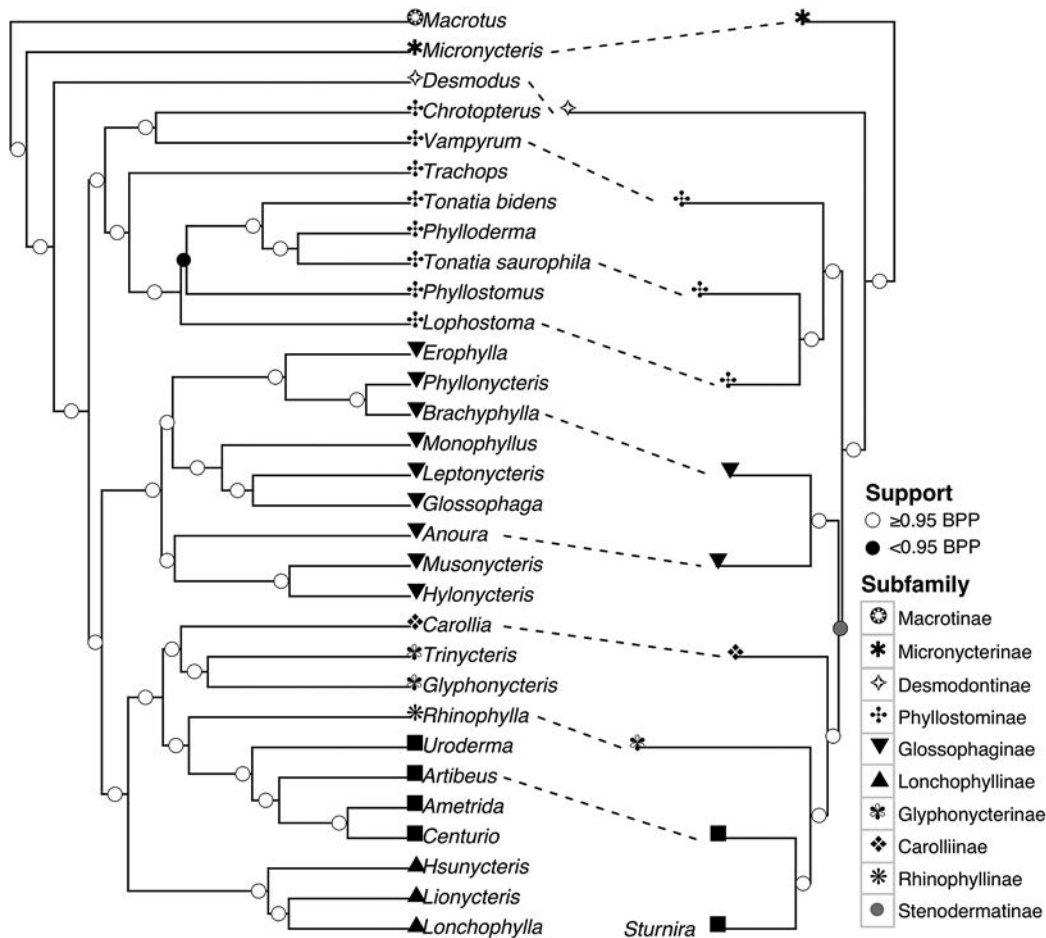 Macrotus
Micronycteris
Desmodus
Chrotopterus
Vampyrum
Trachops
Tonatia bidens
Phylloderma
Tonatia saurophila
Phyllostomus
Lophostoma
Erophylla
Phyllonycteris
Brachyphylla
Monophyllus
Leptonycteris
Glossophaga
Anoura
Musonycteris
Hylonycteris
Carollia
Trinycteris
Glyphonycteris
Rhinophylla
Uroderma
Artibeus
Ametrida
Centurio
Hsunycteris
Lionycteris
Lonchophylla
Sturnira
Support
≥0.95 BPP
<0.95 BPP
Subfamily
Macrotinae
Micronycterinae
Desmodontinae
Phyllostominae
Glossophaginae
Lonchophyllinae
Glyphonycterinae
Carolliinae
Rhinophyllinae
Stenodermatinae